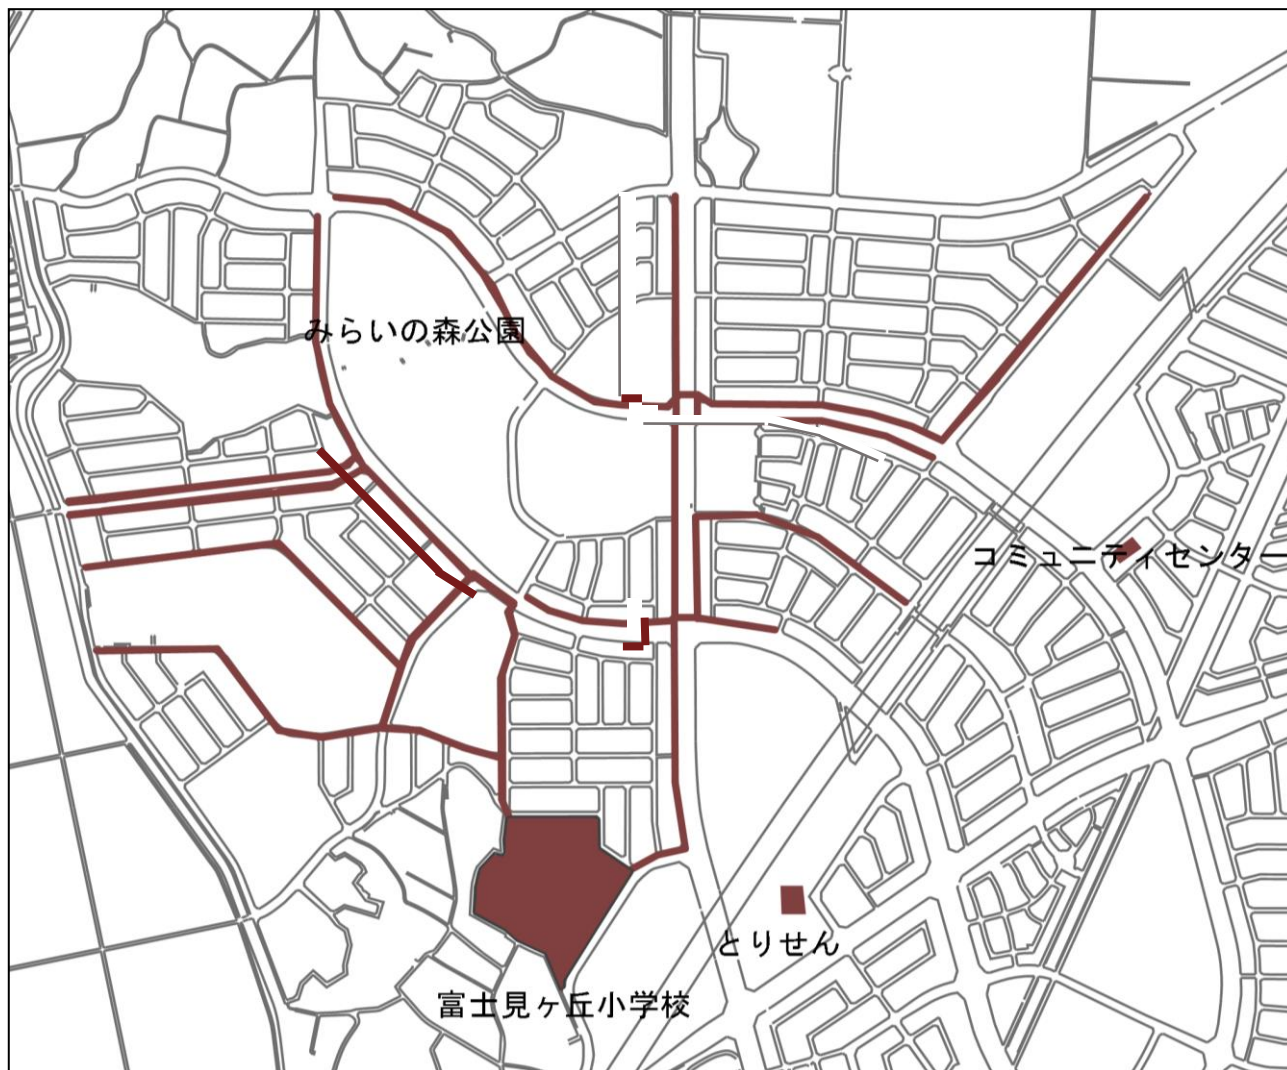 みらいの森公園
コミュニティセンター
とりせん
富士見ヶ丘小学校